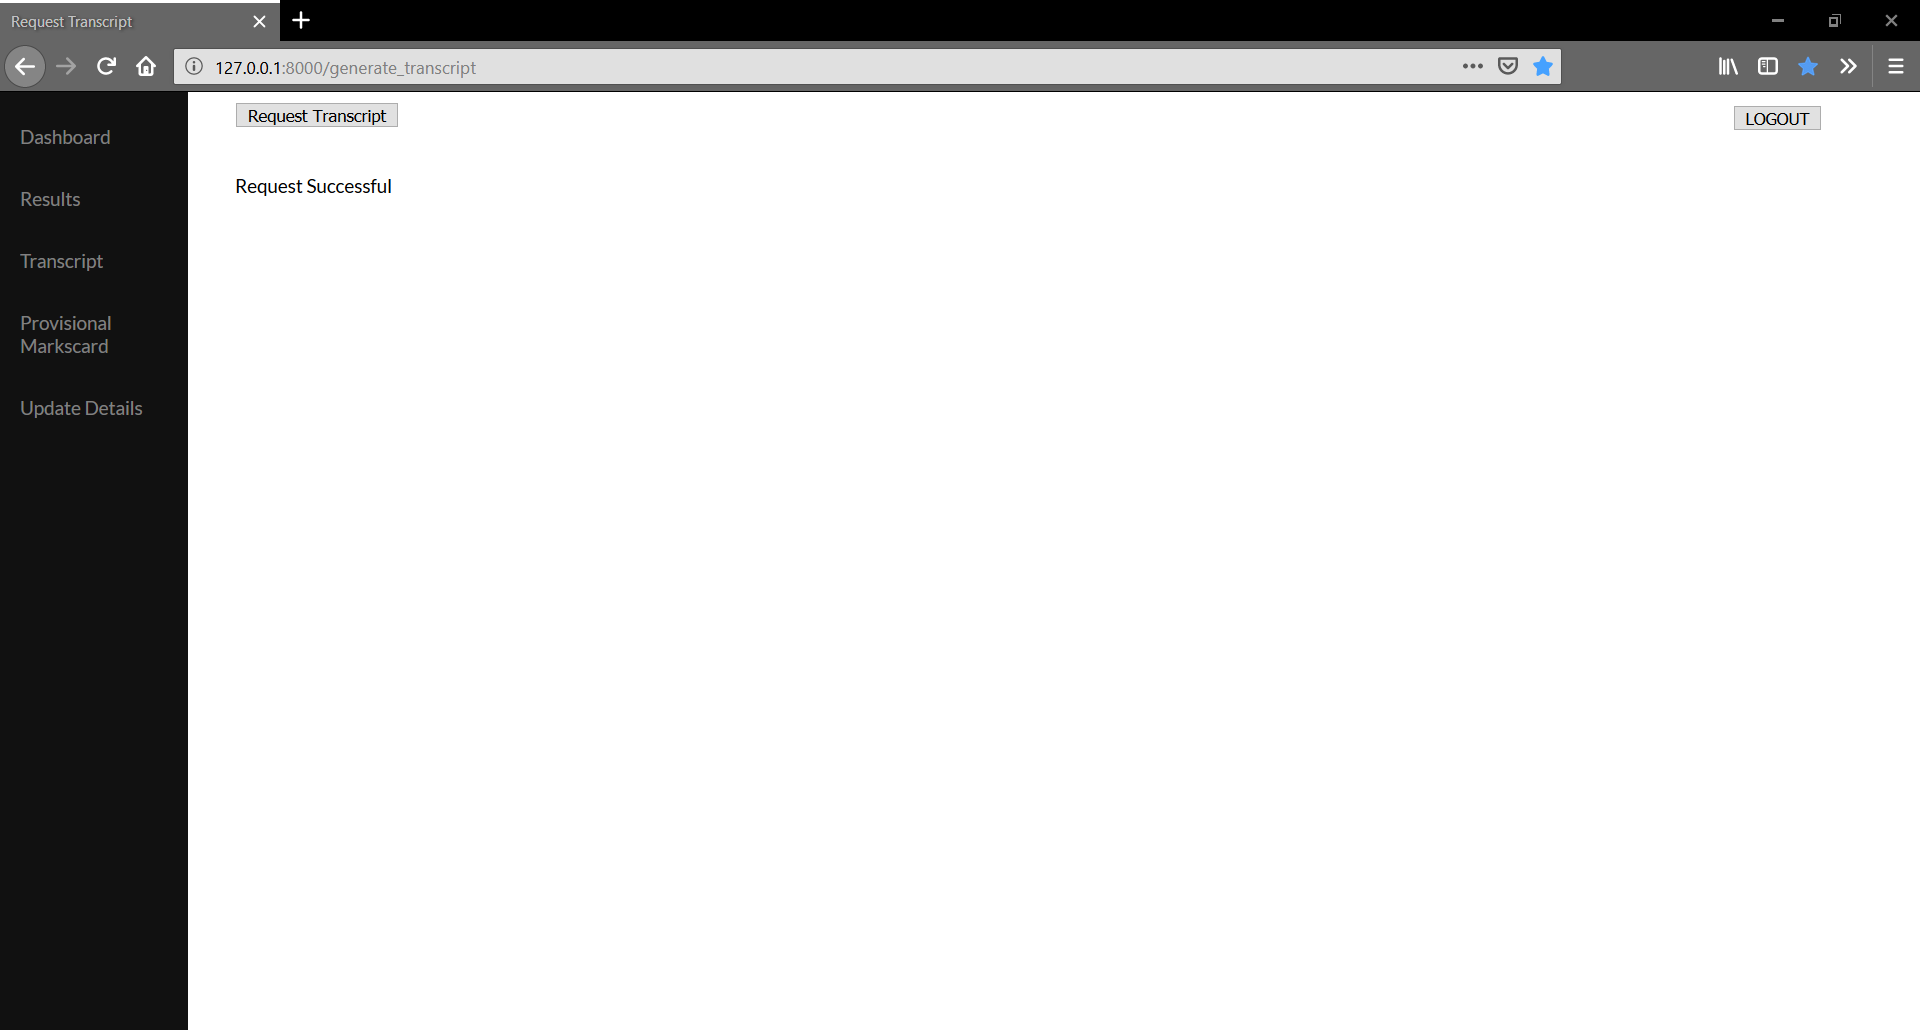 Request Transcript
127.0.0.1:8000/generate_transcript
Request Transcript
LOGOUT
Dashboard
Request Successful
Results
Transcript
Provisional
Markscard
Update Details